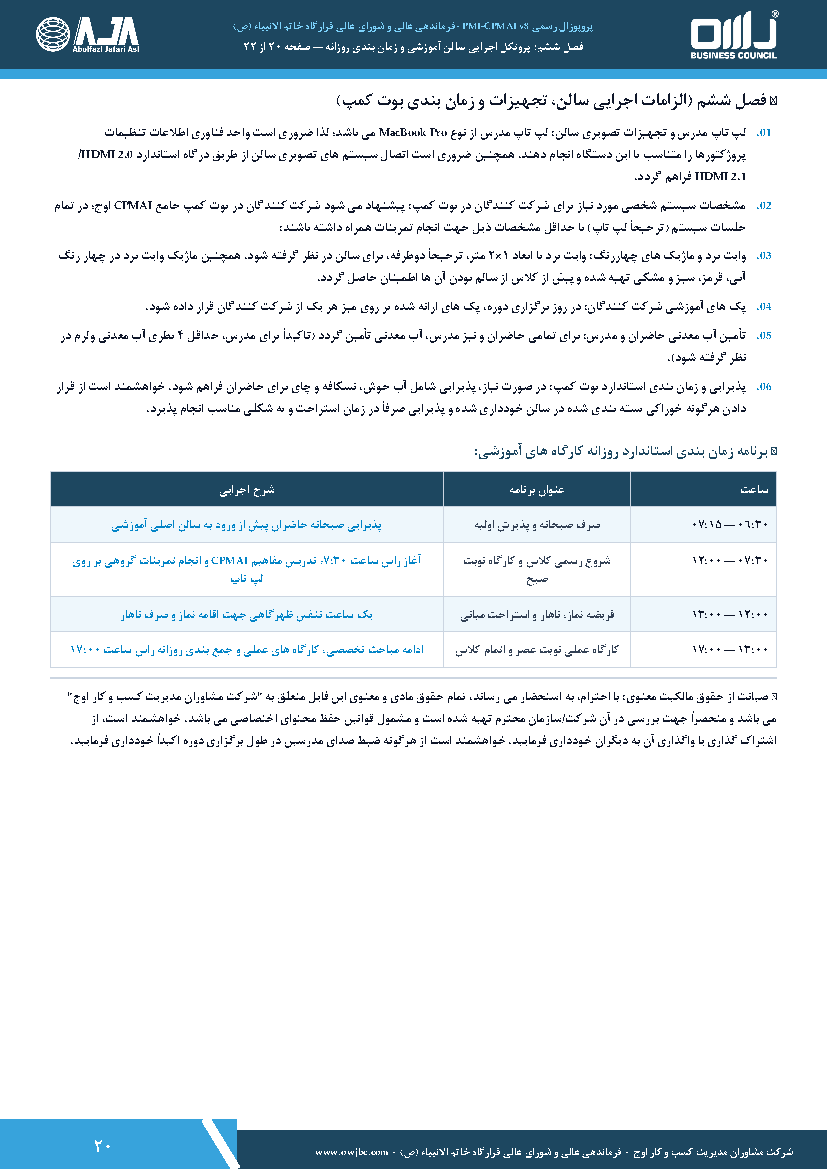 AJA
Abolfazl Jafari Asl
پروپوزال رسمی PMI-CPMAI v8 - فرماندهی عالی و شورای عالی قرارگاه خاتم الانبیاء (ص)
فصل ششم: پروتکل اجرایی سالن آموزشی و زمان بندی روزانه — صفحه ۲۰ از ۲۲
BUSINESS COUNCIL
فصل ششم (الزامات اجرایی سالن، تجهیزات و زمان بندی بوت کمپ)
01. لپ تاپ مدرس و تجهیزات تصویری سالن: لپ تاپ مدرس از نوع MacBook Pro می باشد؛ لذا ضروری است واحد فناوری اطلاعات تنظیمات
پروژکتورها را متناسب با این دستگاه انجام دهند. همچنین ضروری است اتصال سیستم های تصویری سالن از طریق درگاه استاندارد HDMI 2.0/
HDMI 2.1 فراهم گردد.
02. مشخصات سیستم شخصی مورد نیاز برای شرکت کنندگان در بوت کمپ: پیشنهاد می شود شرکت کنندگان در بوت کمپ جامع CPMAI اوج، در تمام
جلسات سیستم (ترجیحاً لپ تاپ) با حداقل مشخصات ذیل جهت انجام تمرینات همراه داشته باشند:
03. وایت برد و ماژیک های چهاررنگ: وایت برد با ابعاد ۱×۲ متر، ترجیحاً دوطرفه، برای سالن در نظر گرفته شود. همچنین ماژیک وایت برد در چهار رنگ
آبی، قرمز، سبز و مشکی تهیه شده و پیش از کلاس از سالم بودن آن ها اطمینان حاصل گردد.
04. پک های آموزشی شرکت کنندگان: در روز برگزاری دوره، پک های ارائه شده بر روی میز هر یک از شرکت کنندگان قرار داده شود.
05. تأمین آب معدنی حاضران و مدرس: برای تمامی حاضران و نیز مدرس، آب معدنی تأمین گردد (تاکیداً برای مدرس، حداقل ۴ بطری آب معدنی ولرم در
نظر گرفته شود).
06. پذیرایی و زمان بندی استاندارد بوت کمپ: در صورت نیاز، پذیرایی شامل آب جوش، نسکافه و چای برای حاضران فراهم شود. خواهشمند است از قرار
دادن هرگونه خوراکی بسته بندی شده در سالن خودداری شده و پذیرایی صرفاً در زمان استراحت و به شکلی مناسب انجام پذیرد.
برنامه زمان بندی استاندارد روزانه کارگاه های آموزشی:
ساعت عنوان برنامه شرح اجرایی
۰۶:۳۰ — ۰۷:۱۵ صرف صبحانه و پذیرش اولیه پذیرایی صبحانه حاضران پیش از ورود به سالن اصلی آموزشی
۰۷:۳۰ — ۱۲:۰۰ شروع رسمی کلاس و کارگاه نوبت آغاز راس ساعت ۷:۳۰، تدریس مفاهیم CPMAI و انجام تمرینات گروهی بر روی
صبح لپ تاپ
۱۲:۰۰ — ۱۳:۰۰ فریضه نماز، ناهار و استراحت میانی یک ساعت تنفس ظهرگاهی جهت اقامه نماز و صرف ناهار
۱۳:۰۰ — ۱۷:۰۰ کارگاه عملی نوبت عصر و اتمام کلاس ادامه مباحث تخصصی، کارگاه های عملی و جمع بندی روزانه راس ساعت ۱۷:۰۰
صیانت از حقوق مالکیت معنوی: با احترام، به استحضار می رساند، تمام حقوق مادی و معنوی این فایل متعلق به "شرکت مشاوران مدیریت کسب و کار اوج"
می باشد و منحصراً جهت بررسی در آن شرکت/سازمان محترم تهیه شده است و مشمول قوانین حفظ محتوای اختصاصی می باشد. خواهشمند است، از
اشتراک گذاری یا واگذاری آن به دیگران خودداری فرمایید. خواهشمند است از هرگونه ضبط صدای مدرسین در طول برگزاری دوره اکیداً خودداری فرمایید.
۲۰
شرکت مشاوران مدیریت کسب و کار اوج - فرماندهی عالی و شورای عالی قرارگاه خاتم الانبیاء (ص) - www.owjbc.com